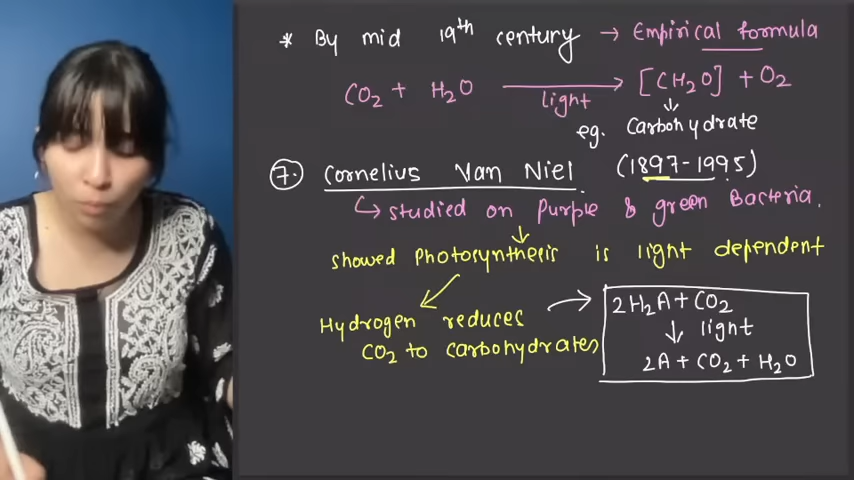 * By mid 19th century → Empirical formula
CO2 + H2O light → [CH2O] + O2
eg. Carbohydrate
7. Cornelius Van Niel (1897-1995)
↳ studied on Purple & green Bacteria.
showed Photosynthesis is light dependent
Hydrogen reduces → 2H2A + CO2
CO2 to carbohydrates ↓ light
2A + CO2 + H2O